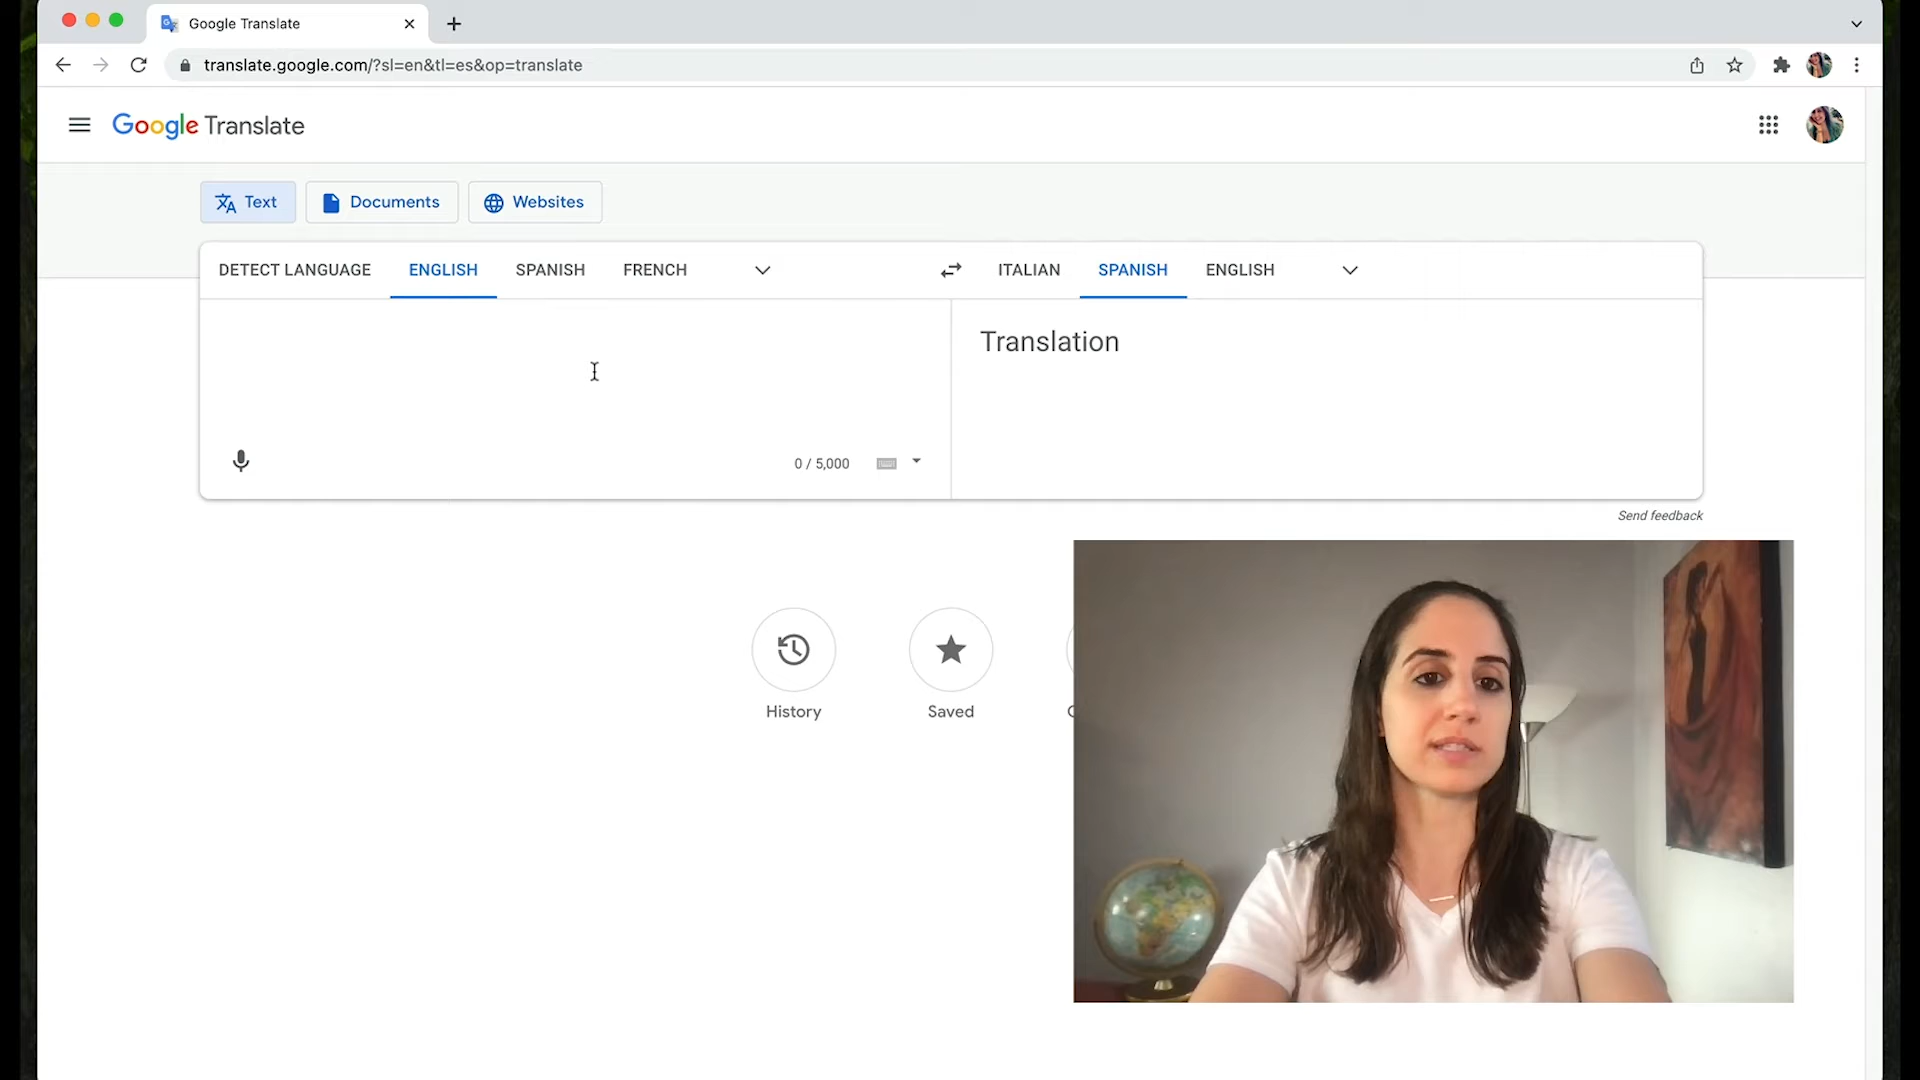 Google Translate
translate.google.com/?sl=en&tl=es&op=translate
Google Translate
Text Documents Websites
DETECT LANGUAGE ENGLISH SPANISH FRENCH ITALIAN SPANISH ENGLISH
Translation
0 / 5,000
Send feedback
History Saved